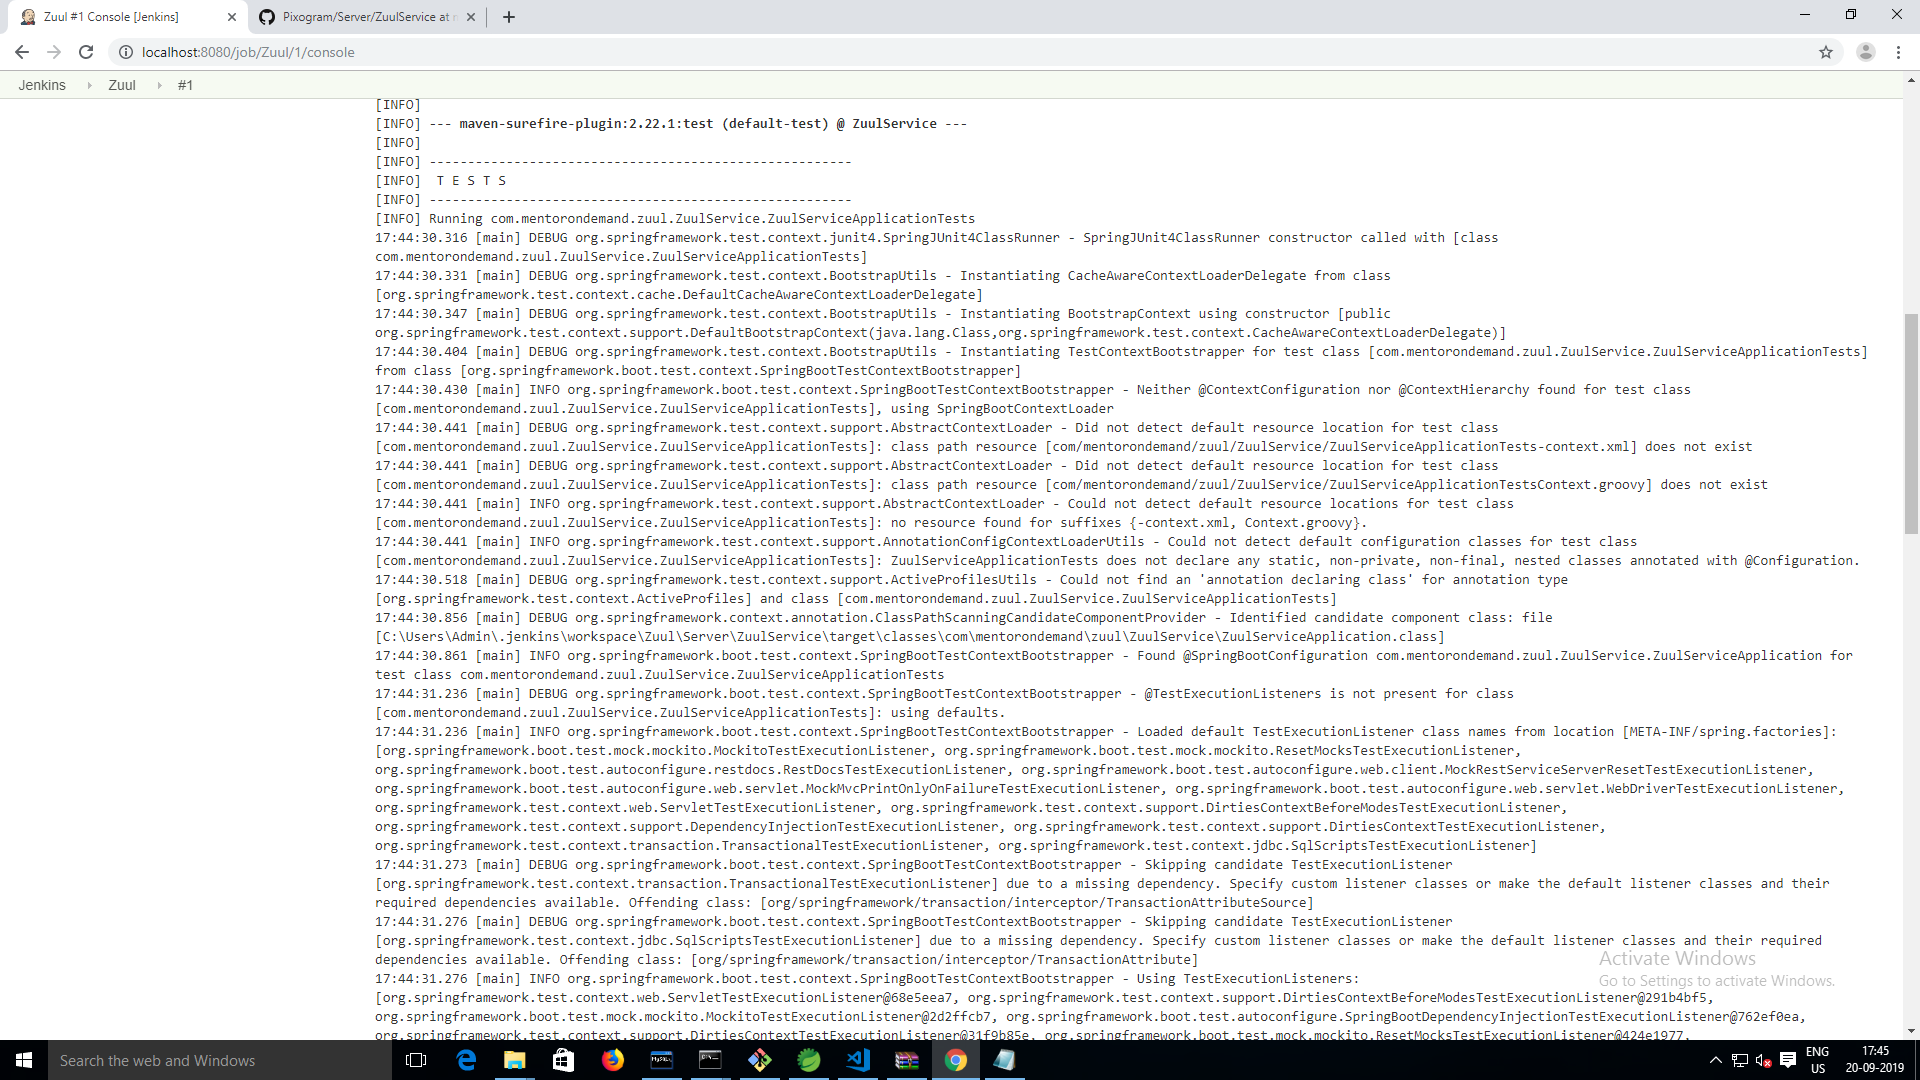 Zuul #1 Console [Jenkins]
Pixogram/Server/ZuulService at
localhost:8080/job/Zuul/1/console
Jenkins
Zuul
#1
[INFO]
[INFO] --- maven-surefire-plugin:2.22.1:test (default-test) @ ZuulService ---
[INFO]
[INFO] -------------------------------------------------------
[INFO]  T E S T S
[INFO] -------------------------------------------------------
[INFO] Running com.mentorondemand.zuul.ZuulService.ZuulServiceApplicationTests
17:44:30.316 [main] DEBUG org.springframework.test.context.junit4.SpringJUnit4ClassRunner - SpringJUnit4ClassRunner constructor called with [class
com.mentorondemand.zuul.ZuulService.ZuulServiceApplicationTests]
17:44:30.331 [main] DEBUG org.springframework.test.context.BootstrapUtils - Instantiating CacheAwareContextLoaderDelegate from class
[org.springframework.test.context.cache.DefaultCacheAwareContextLoaderDelegate]
17:44:30.347 [main] DEBUG org.springframework.test.context.BootstrapUtils - Instantiating BootstrapContext using constructor [public
org.springframework.test.context.support.DefaultBootstrapContext(java.lang.Class,org.springframework.test.context.CacheAwareContextLoaderDelegate)]
17:44:30.404 [main] DEBUG org.springframework.test.context.BootstrapUtils - Instantiating TestContextBootstrapper for test class [com.mentorondemand.zuul.ZuulService.ZuulServiceApplicationTests]
from class [org.springframework.boot.test.context.SpringBootTestContextBootstrapper]
17:44:30.430 [main] INFO org.springframework.boot.test.context.SpringBootTestContextBootstrapper - Neither @ContextConfiguration nor @ContextHierarchy found for test class
[com.mentorondemand.zuul.ZuulService.ZuulServiceApplicationTests], using SpringBootContextLoader
17:44:30.441 [main] DEBUG org.springframework.test.context.support.AbstractContextLoader - Did not detect default resource location for test class
[com.mentorondemand.zuul.ZuulService.ZuulServiceApplicationTests]: class path resource [com/mentorondemand/zuul/ZuulService/ZuulServiceApplicationTests-context.xml] does not exist
17:44:30.441 [main] DEBUG org.springframework.test.context.support.AbstractContextLoader - Did not detect default resource location for test class
[com.mentorondemand.zuul.ZuulService.ZuulServiceApplicationTests]: class path resource [com/mentorondemand/zuul/ZuulService/ZuulServiceApplicationTestsContext.groovy] does not exist
17:44:30.441 [main] INFO org.springframework.test.context.support.AbstractContextLoader - Could not detect default resource locations for test class
[com.mentorondemand.zuul.ZuulService.ZuulServiceApplicationTests]: no resource found for suffixes {-context.xml, Context.groovy}.
17:44:30.441 [main] INFO org.springframework.test.context.support.AnnotationConfigContextLoaderUtils - Could not detect default configuration classes for test class
[com.mentorondemand.zuul.ZuulService.ZuulServiceApplicationTests]: ZuulServiceApplicationTests does not declare any static, non-private, non-final, nested classes annotated with @Configuration.
17:44:30.518 [main] DEBUG org.springframework.test.context.support.ActiveProfilesUtils - Could not find an 'annotation declaring class' for annotation type
[org.springframework.test.context.ActiveProfiles] and class [com.mentorondemand.zuul.ZuulService.ZuulServiceApplicationTests]
17:44:30.856 [main] DEBUG org.springframework.context.annotation.ClassPathScanningCandidateComponentProvider - Identified candidate component class: file
[C:\Users\Admin\.jenkins\workspace\Zuul\Server\ZuulService\target\classes\com\mentorondemand\zuul\ZuulService\ZuulServiceApplication.class]
17:44:30.861 [main] INFO org.springframework.boot.test.context.SpringBootTestContextBootstrapper - Found @SpringBootConfiguration com.mentorondemand.zuul.ZuulService.ZuulServiceApplication for
test class com.mentorondemand.zuul.ZuulService.ZuulServiceApplicationTests
17:44:31.236 [main] DEBUG org.springframework.boot.test.context.SpringBootTestContextBootstrapper - @TestExecutionListeners is not present for class
[com.mentorondemand.zuul.ZuulService.ZuulServiceApplicationTests]: using defaults.
17:44:31.236 [main] INFO org.springframework.boot.test.context.SpringBootTestContextBootstrapper - Loaded default TestExecutionListener class names from location [META-INF/spring.factories]:
[org.springframework.boot.test.mock.mockito.MockitoTestExecutionListener, org.springframework.boot.test.mock.mockito.ResetMocksTestExecutionListener,
org.springframework.boot.test.autoconfigure.restdocs.RestDocsTestExecutionListener, org.springframework.boot.test.autoconfigure.web.client.MockRestServiceServerResetTestExecutionListener,
org.springframework.boot.test.autoconfigure.web.servlet.MockMvcPrintOnlyOnFailureTestExecutionListener, org.springframework.boot.test.autoconfigure.web.servlet.WebDriverTestExecutionListener,
org.springframework.test.context.web.ServletTestExecutionListener, org.springframework.test.context.support.DirtiesContextBeforeModesTestExecutionListener,
org.springframework.test.context.support.DependencyInjectionTestExecutionListener, org.springframework.test.context.support.DirtiesContextTestExecutionListener,
org.springframework.test.context.transaction.TransactionalTestExecutionListener, org.springframework.test.context.jdbc.SqlScriptsTestExecutionListener]
17:44:31.273 [main] DEBUG org.springframework.boot.test.context.SpringBootTestContextBootstrapper - Skipping candidate TestExecutionListener
[org.springframework.test.context.transaction.TransactionalTestExecutionListener] due to a missing dependency. Specify custom listener classes or make the default listener classes and their
required dependencies available. Offending class: [org/springframework/transaction/interceptor/TransactionAttributeSource]
17:44:31.276 [main] DEBUG org.springframework.boot.test.context.SpringBootTestContextBootstrapper - Skipping candidate TestExecutionListener
[org.springframework.test.context.jdbc.SqlScriptsTestExecutionListener] due to a missing dependency. Specify custom listener classes or make the default listener classes and their required
dependencies available. Offending class: [org/springframework/transaction/interceptor/TransactionAttribute]
17:44:31.276 [main] INFO org.springframework.boot.test.context.SpringBootTestContextBootstrapper - Using TestExecutionListeners:
[org.springframework.test.context.web.ServletTestExecutionListener@68e5eea7, org.springframework.test.context.support.DirtiesContextBeforeModesTestExecutionListener@291b4bf5,
org.springframework.boot.test.mock.mockito.MockitoTestExecutionListener@2d2ffcb7, org.springframework.boot.test.autoconfigure.SpringBootDependencyInjectionTestExecutionListener@762ef0ea,
org.springframework.test.context.support.DirtiesContextTestExecutionListener@31f9b85e, org.springframework.boot.test.mock.mockito.ResetMocksTestExecutionListener@424e1977,
Activate Windows
Go to Settings to activate Windows.
Search the web and Windows
ENG
US
17:45
20-09-2019